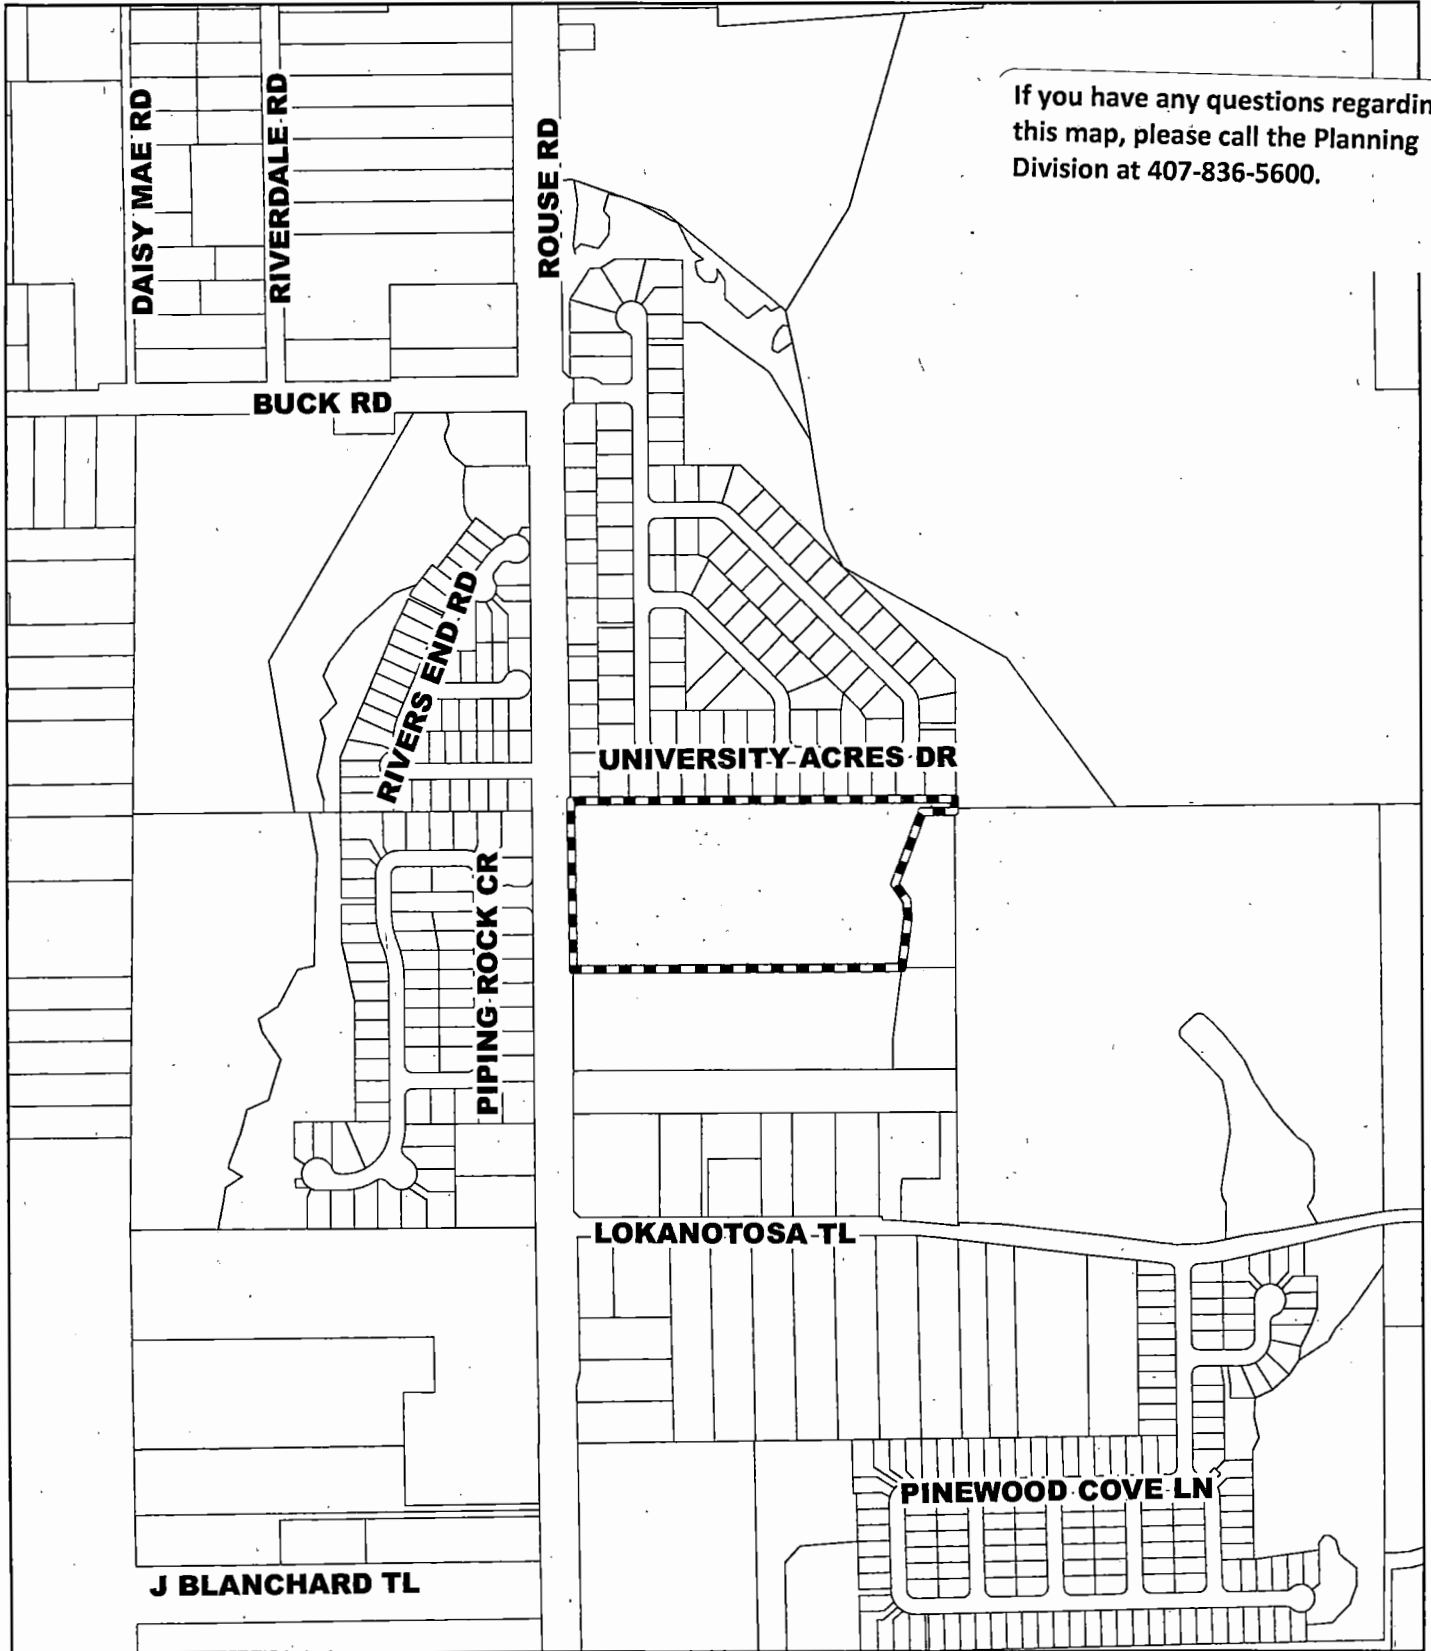 If you have any questions regardin
this map, please call the Planning
Division at 407-836-5600.
DAISY MAE RD
RIVERDALE RD
ROUSE RD
BUCK RD
RIVERS END RD
UNIVERSITY ACRES DR
PIPING ROCK CR
LOKANOTOSA TL
PINEWOOD COVE LN
J BLANCHARD TL